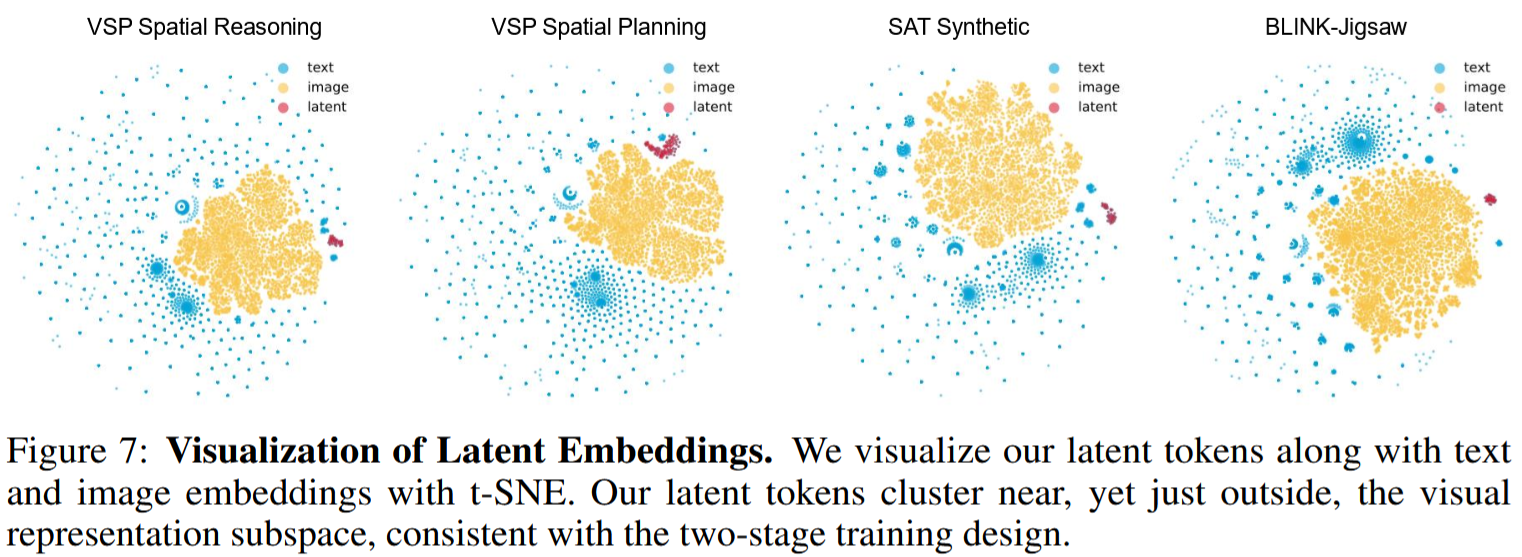 VSP Spatial Reasoning
text
image
latent
VSP Spatial Planning
text
image
latent
SAT Synthetic
text
image
latent
BLINK-Jigsaw
text
image
latent
Figure 7: Visualization of Latent Embeddings. We visualize our latent tokens along with text
and image embeddings with t-SNE. Our latent tokens cluster near, yet just outside, the visual
representation subspace, consistent with the two-stage training design.